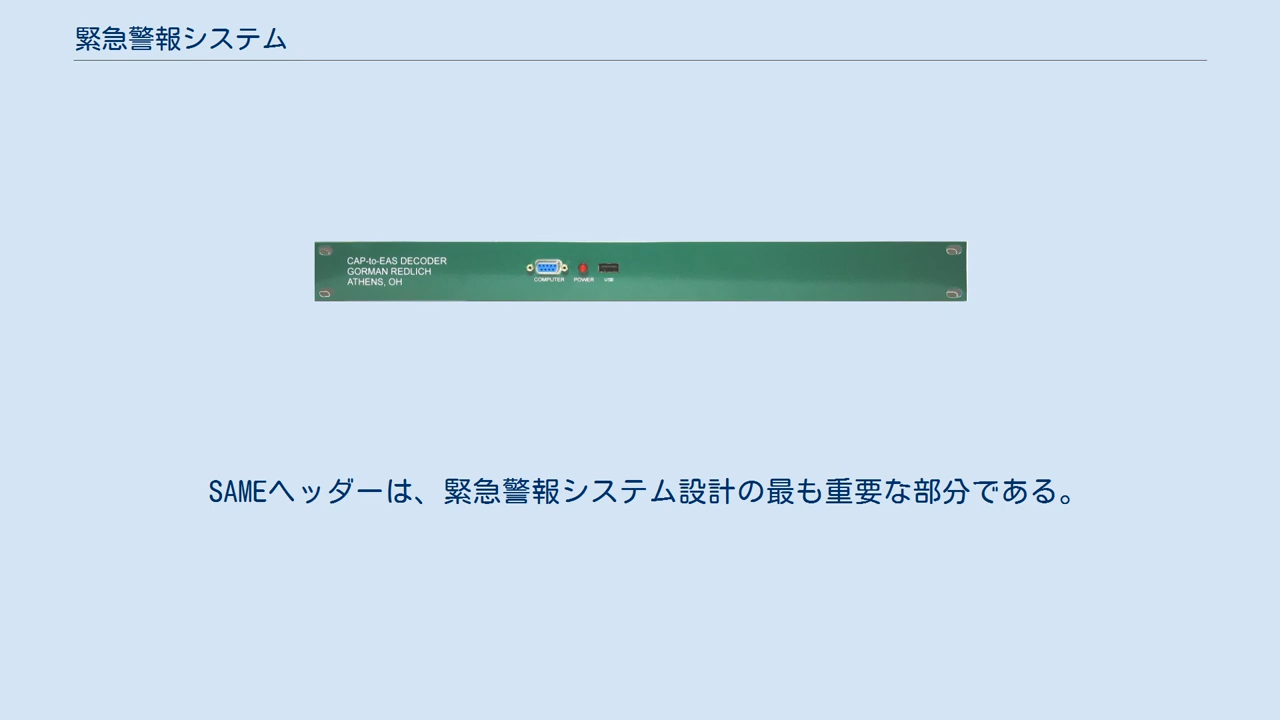 緊急警報システム
CAP-to-EAS DECODER
GORMAN REDLICH
ATHENS, OH
COMPUTER POWER USB
SAMEヘッダーは、緊急警報システム設計の最も重要な部分である。